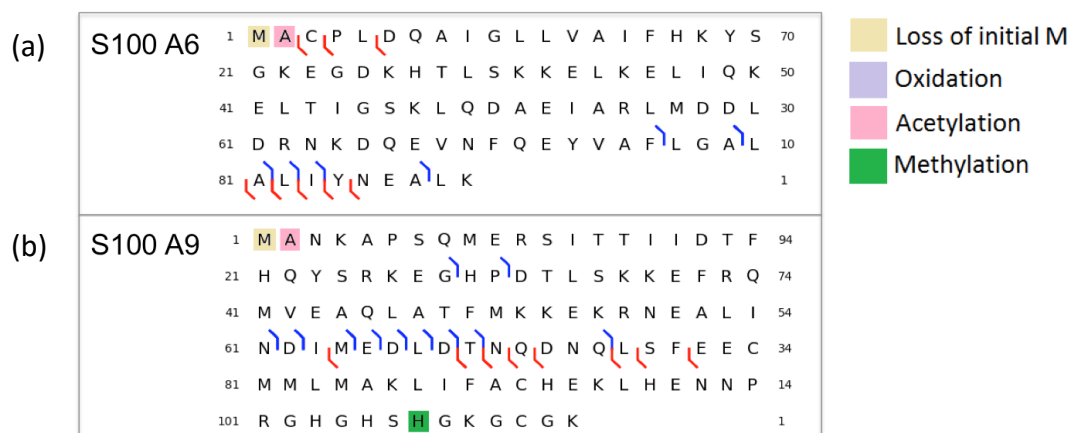 (a) S100 A6
1 M A C P L D Q A I G L L V A I F H K Y S 70
21 G K E G D K H T L S K K E L K E L I Q K 50
41 E L T I G S K L Q D A E I A R L M D D L 30
61 D R N K D Q E V N F Q E Y V A F L G A L 10
81 A L I Y N E A L K 1
(b) S100 A9
1 M A N K A P S Q M E R S I T T I I D T F 94
21 H Q Y S R K E G H P D T L S K K E F R Q 74
41 M V E A Q L A T F M K K E K R N E A L I 54
61 N D I M E D L D T N Q D N Q L S F E E C 34
81 M M L M A K L I F A C H E K L H E N N P 14
101 R G H G H S H G K G C G K 1
Loss of initial M
Oxidation
Acetylation
Methylation